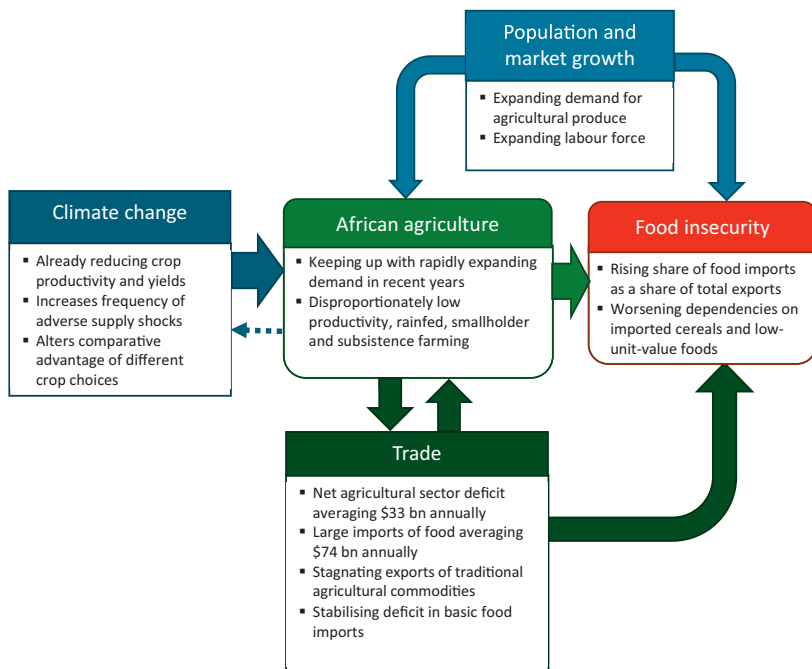 Population and
market growth
▪ Expanding demand for
agricultural produce
▪ Expanding labour force
Climate change
▪ Already reducing crop
productivity and yields
▪ Increases frequency of
adverse supply shocks
▪ Alters comparative
advantage of different
crop choices
African agriculture
▪ Keeping up with rapidly expanding
demand in recent years
▪ Disproportionately low
productivity, rainfed, smallholder
and subsistence farming
Food insecurity
▪ Rising share of food imports
as a share of total exports
▪ Worsening dependencies on
imported cereals and low-
unit-value foods
Trade
▪ Net agricultural sector deficit
averaging $33 bn annually
▪ Large imports of food averaging
$74 bn annually
▪ Stagnating exports of traditional
agricultural commodities
▪ Stabilising deficit in basic food
imports